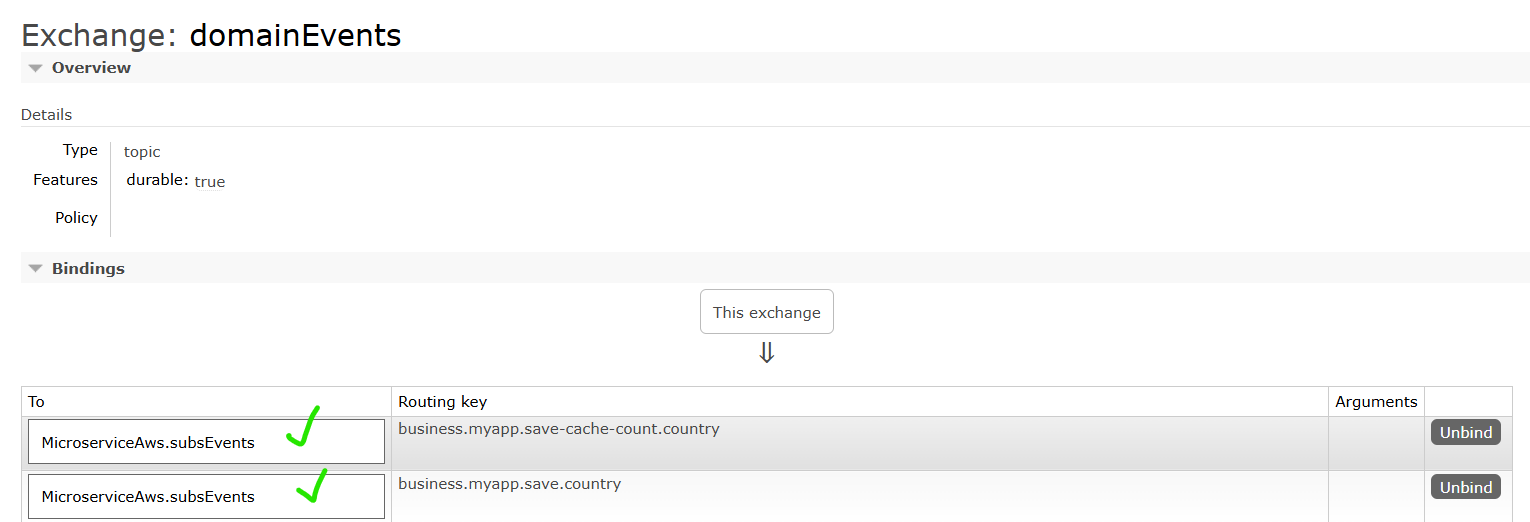 Exchange: domainEvents
Overview
Details
Type topic
Features durable: true
Policy
Bindings
This exchange
⇓
To Routing key Arguments
MicroserviceAws.subsEvents business.myapp.save-cache-count.country Unbind
MicroserviceAws.subsEvents business.myapp.save.country Unbind